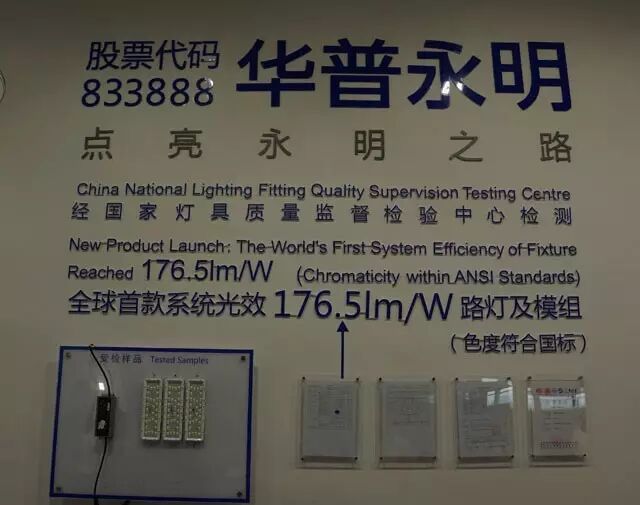 股票代码 华普永明
833888
点亮永明之路
China National Lighting Fitting Quality Supervision Testing Centre
经国家灯具质量监督检验中心检测
New Product Launch: The World's First System Efficiency of Fixture
Reached 176.5lm/W (Chromaticity within ANSI Standards)
全球首款系统光效 176.5lm/W 路灯及模组
（色度符合国标）
受检样品 Tested Samples